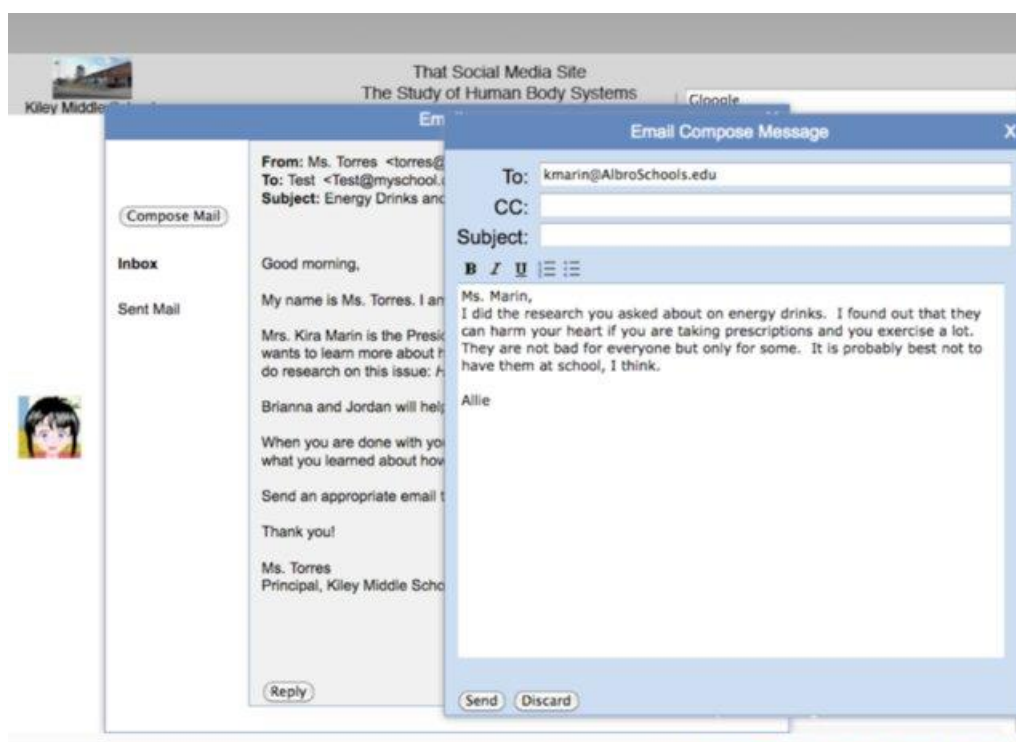 That Social Media Site
The Study of Human Body Systems
Kiley Middle
Gloogle
Em
Compose Mail
Inbox
Sent Mail
From: Ms. Torres <torres@
To: Test <Test@myschool.
Subject: Energy Drinks and
Good morning,
My name is Ms. Torres. I am
Mrs. Kira Marin is the Presid
wants to learn more about h
do research on this issue: H
Brianna and Jordan will help
When you are done with you
what you learned about how
Send an appropriate email t
Thank you!
Ms. Torres
Principal, Kiley Middle Scho
Reply
Email Compose Message X
To: kmarin@AlbroSchools.edu
CC:
Subject:
B I U
Ms. Marin,
I did the research you asked about on energy drinks. I found out that they
can harm your heart if you are taking prescriptions and you exercise a lot.
They are not bad for everyone but only for some. It is probably best not to
have them at school, I think.
Allie
Send Discard